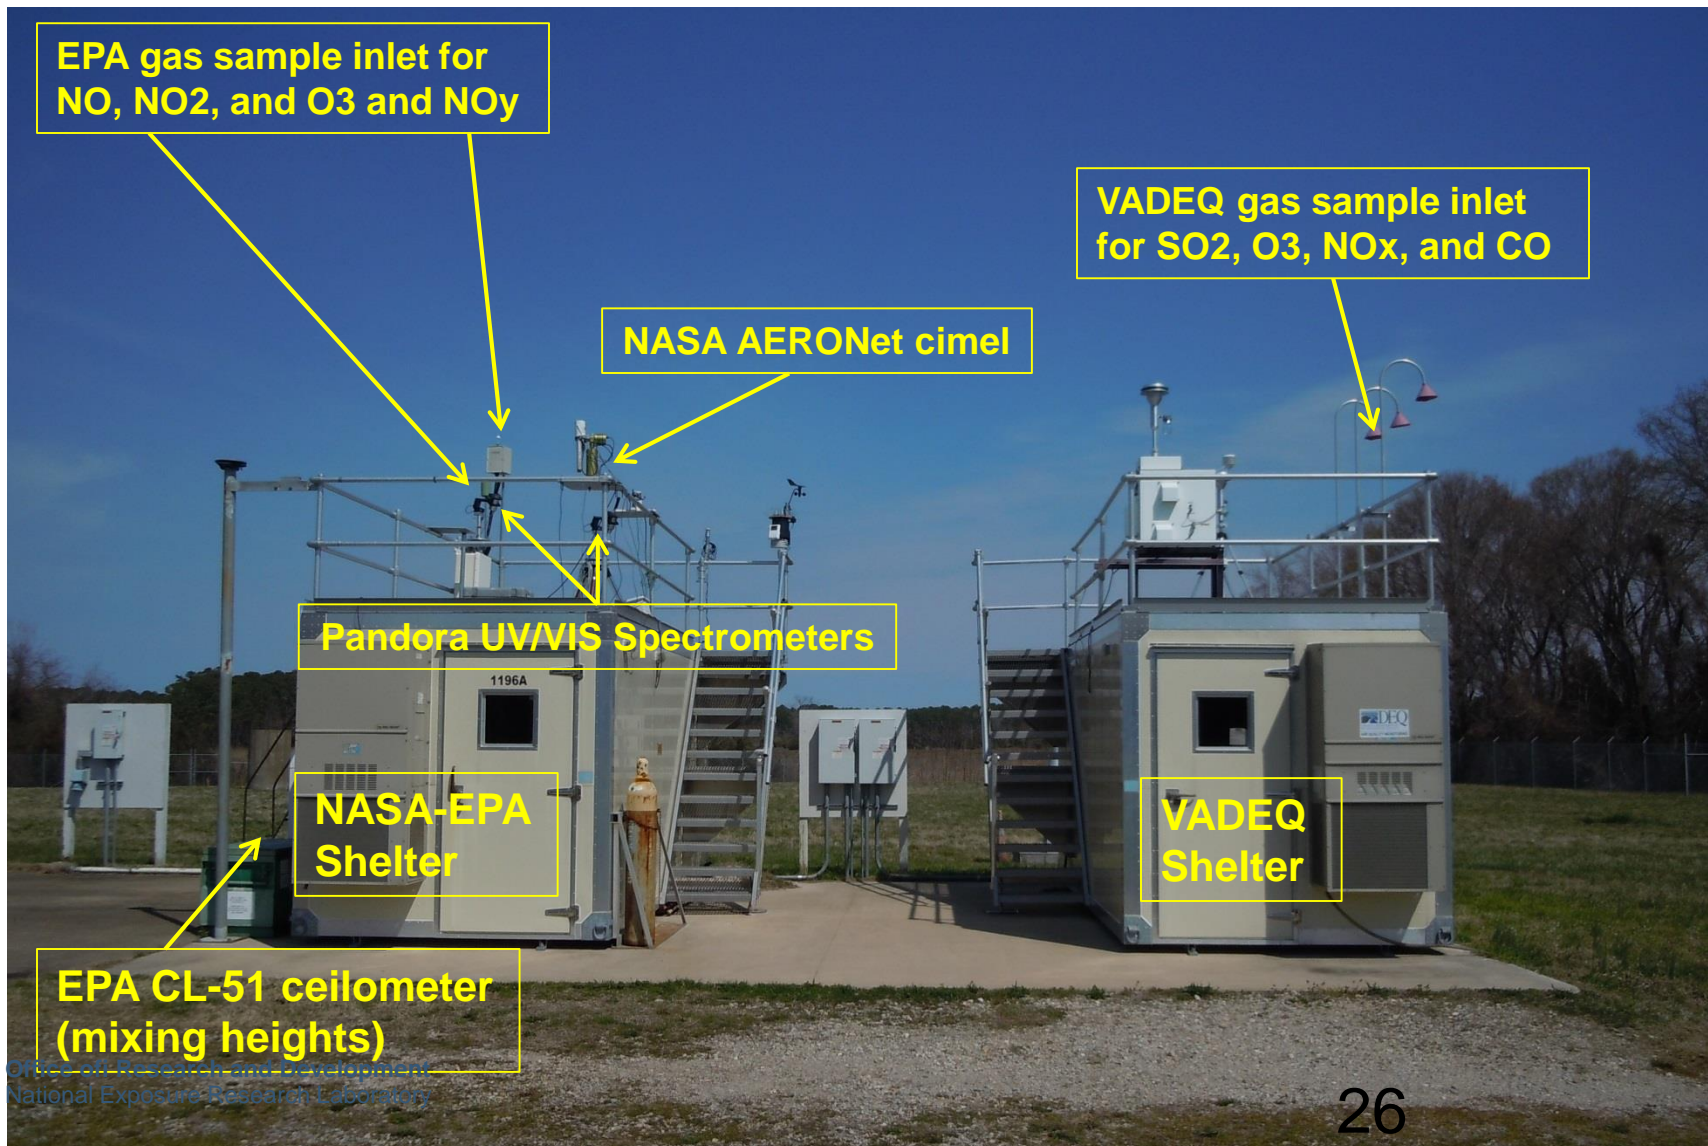 EPA gas sample inlet for
NO, NO2, and O3 and NOy
VADEQ gas sample inlet
for SO2, O3, NOx, and CO
NASA AERONet cimel
Pandora UV/VIS Spectrometers
1196A
DEQ
NASA-EPA
Shelter
VADEQ
Shelter
EPA CL-51 ceilometer
(mixing heights)
Office of Research and Development
National Exposure Research Laboratory
26